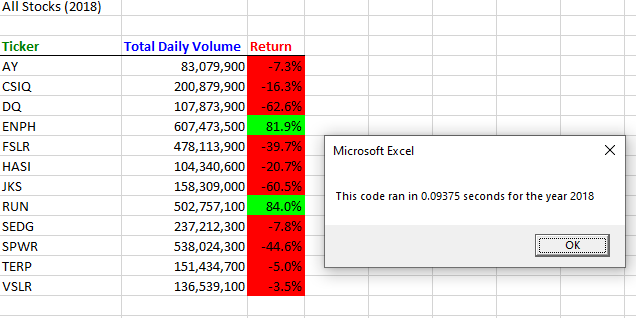 All Stocks (2018)
Ticker Total Daily Volume Return
AY 83,079,900 -7.3%
CSIQ 200,879,900 -16.3%
DQ 107,873,900 -62.6%
ENPH 607,473,500 81.9%
FSLR 478,113,900 -39.7%
HASI 104,340,600 -20.7%
JKS 158,309,000 -60.5%
RUN 502,757,100 84.0%
SEDG 237,212,300 -7.8%
SPWR 538,024,300 -44.6%
TERP 151,434,700 -5.0%
VSLR 136,539,100 -3.5%
Microsoft Excel
This code ran in 0.09375 seconds for the year 2018
OK